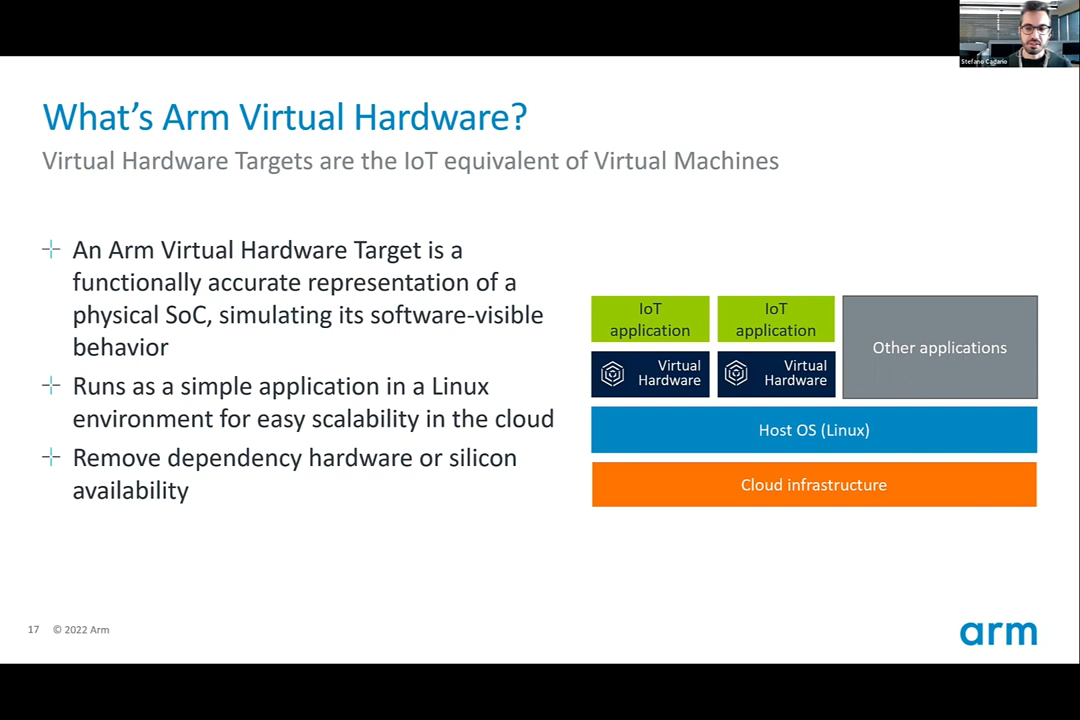 Stefano Cadario
What's Arm Virtual Hardware?
Virtual Hardware Targets are the IoT equivalent of Virtual Machines
An Arm Virtual Hardware Target is a
functionally accurate representation of a
physical SoC, simulating its software-visible
behavior
Runs as a simple application in a Linux
environment for easy scalability in the cloud
Remove dependency hardware or silicon
availability
IoT
application
IoT
application
Other applications
Virtual
Hardware
Virtual
Hardware
Host OS (Linux)
Cloud infrastructure
17 © 2022 Arm
arm